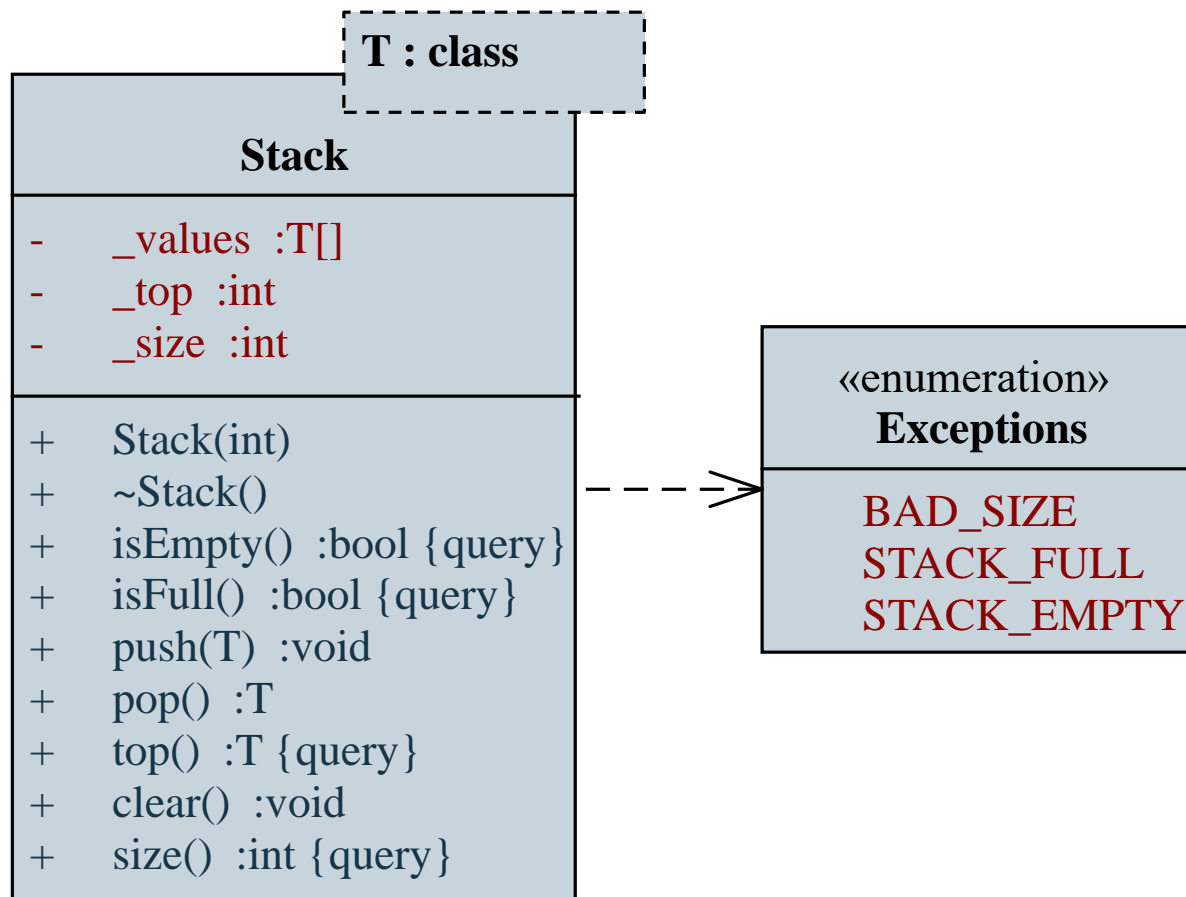 T : class
Stack
- _values :T[]
- _top :int
- _size :int
+ Stack(int)
+ ~Stack()
+ isEmpty() :bool {query}
+ isFull() :bool {query}
+ push(T) :void
+ pop() :T
+ top() :T {query}
+ clear() :void
+ size() :int {query}
«enumeration»
Exceptions
BAD_SIZE
STACK_FULL
STACK_EMPTY